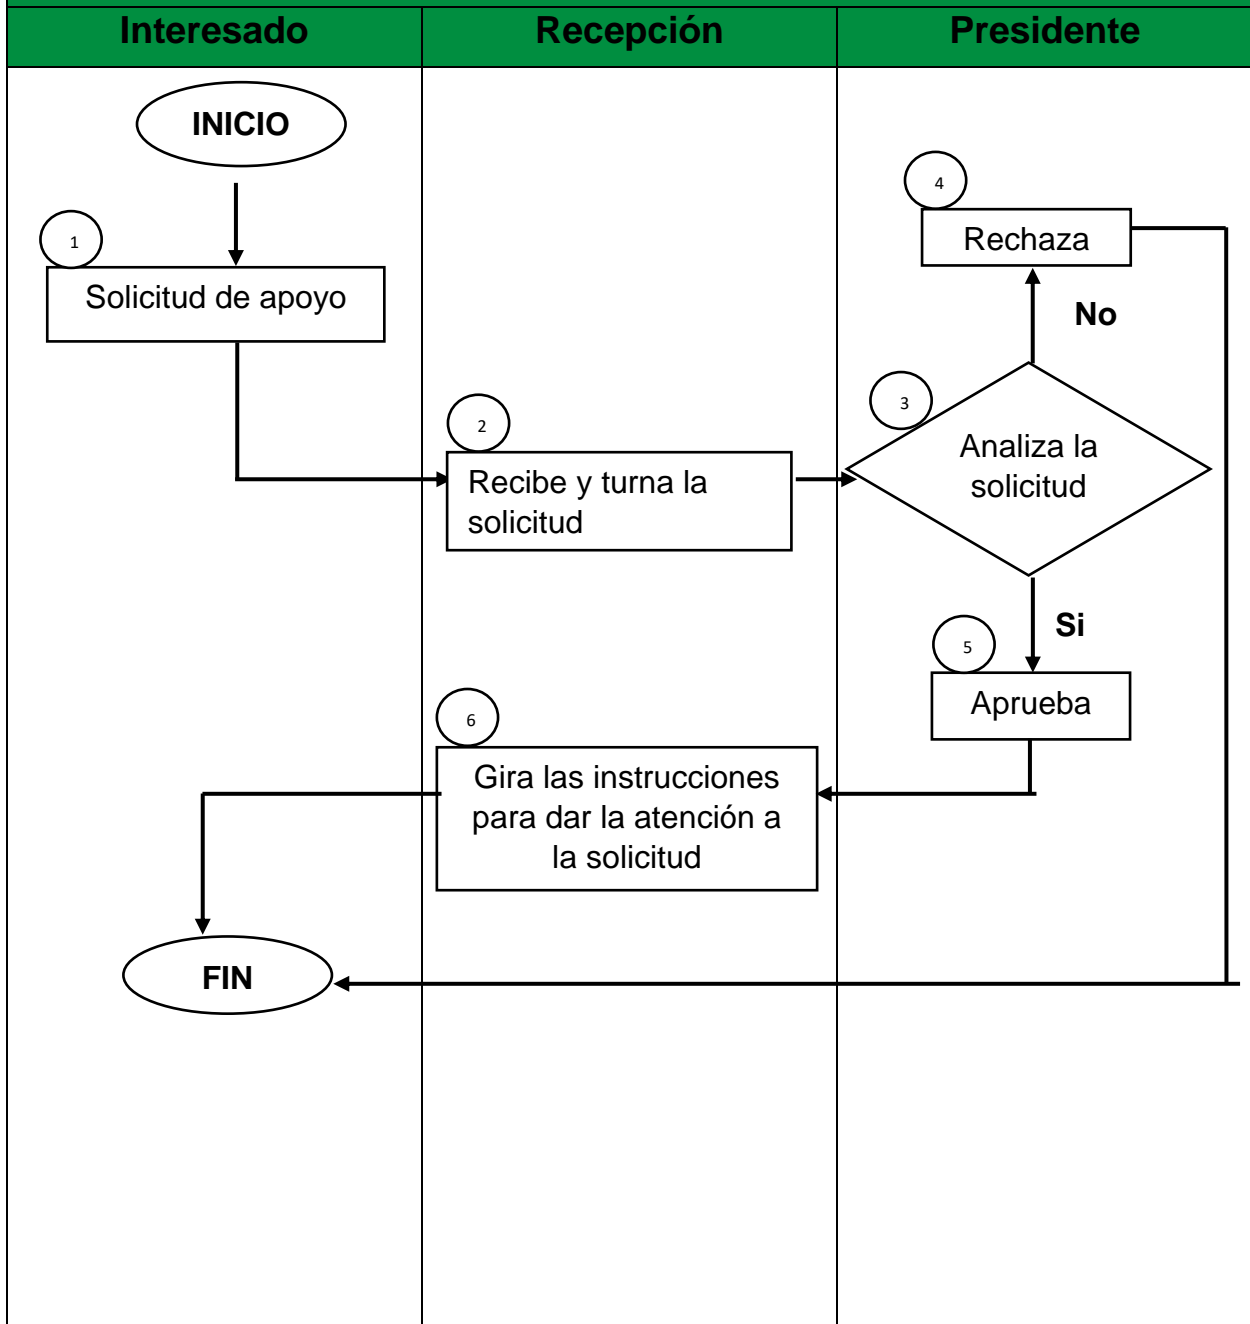 Interesado
Recepción
Presidente
INICIO
1
Solicitud de apoyo
2
Recibe y turna la
solicitud
3
Analiza la
solicitud
No
4
Rechaza
Si
5
Aprueba
6
Gira las instrucciones
para dar la atención a
la solicitud
FIN